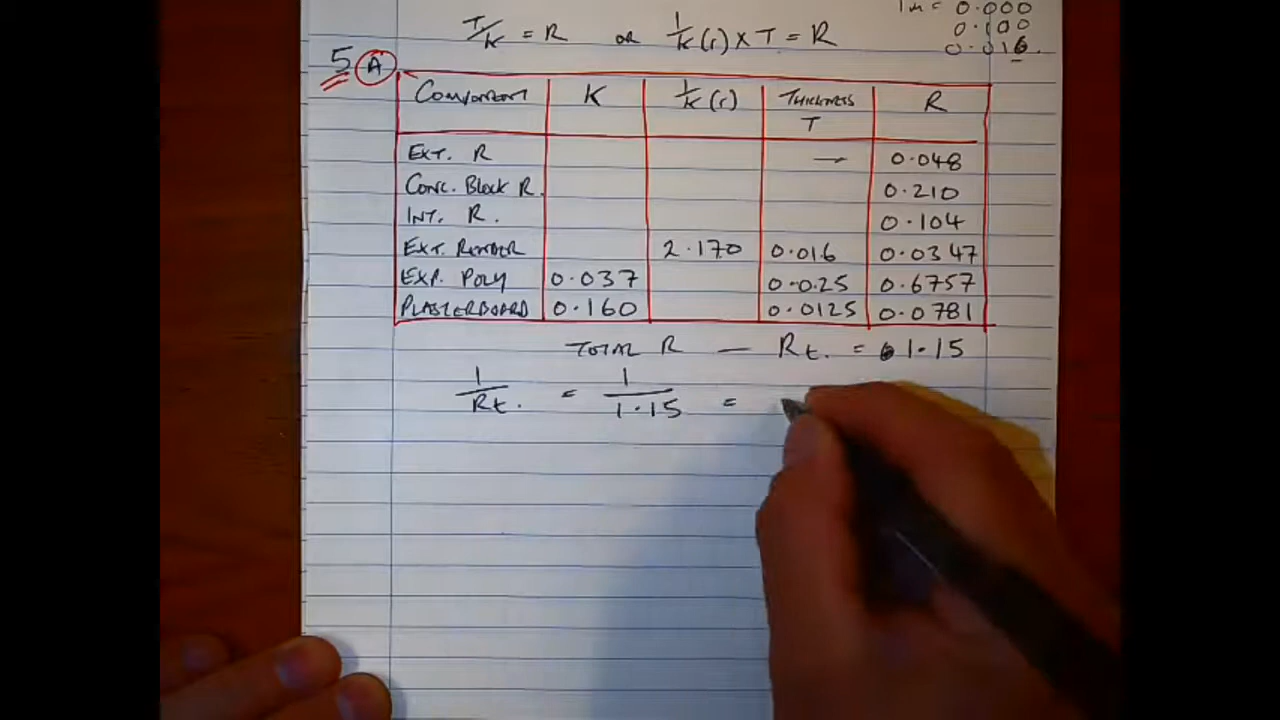 T/K = R or 1/K (r) x T = R
1m = 0.000
0.100
0.016.
5 A
Component K 1/K (r) Thickness T R
Ext. R — 0.048
Conc. Block R. 0.210
Int. R. 0.104
Ext. Render 2.170 0.016 0.0347
Exp. Poly 0.037 0.025 0.6757
Plasterboard 0.160 0.0125 0.0781
Total R — Rt. = 1.15
1/Rt. = 1/1.15 =